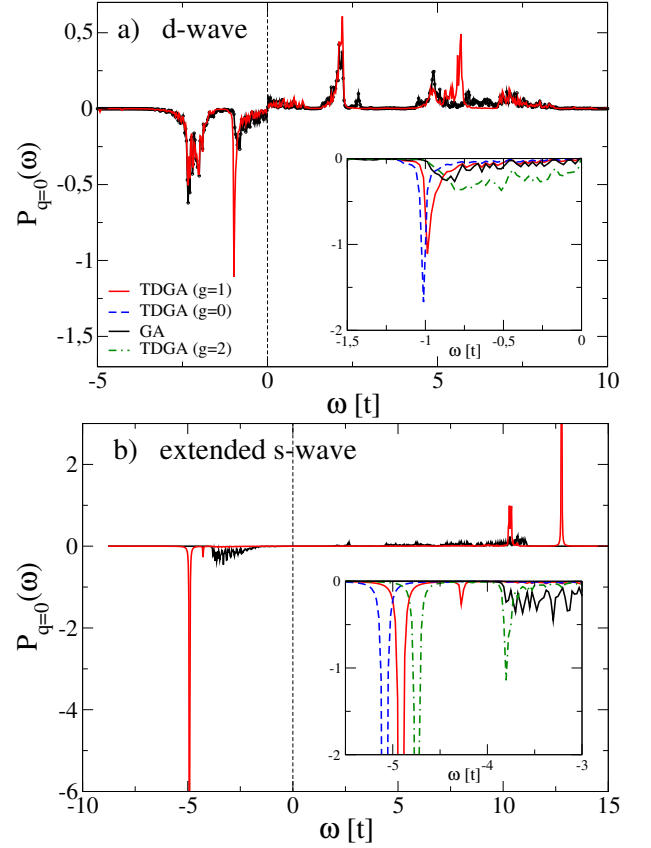 a) d-wave
0,5
0
-0.5
-1
-1,5
P_{q=0}(ω)
TDGA (g=1)
TDGA (g=0)
GA
TDGA (g=2)
0
-1
-2
-1,5 -1 -0,5 0
ω [t]
-5 0 5 10
ω [t]
b) extended s-wave
2
0
-2
-4
-6
P_{q=0}(ω)
0
-1
-2
-5 -4 -3
ω [t]
-5 0 5 10 15
ω [t]